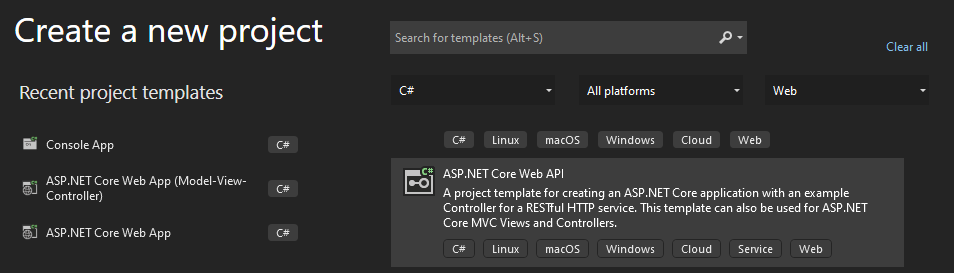 Create a new project
Search for templates (Alt+S)
Clear all
Recent project templates
C#
All platforms
Web
Console App
C#
ASP.NET Core Web App (Model-View-
Controller)
C#
ASP.NET Core Web App
C#
C# Linux macOS Windows Cloud Web
ASP.NET Core Web API
A project template for creating an ASP.NET Core application with an example
Controller for a RESTful HTTP service. This template can also be used for ASP.NET
Core MVC Views and Controllers.
C# Linux macOS Windows Cloud Service Web